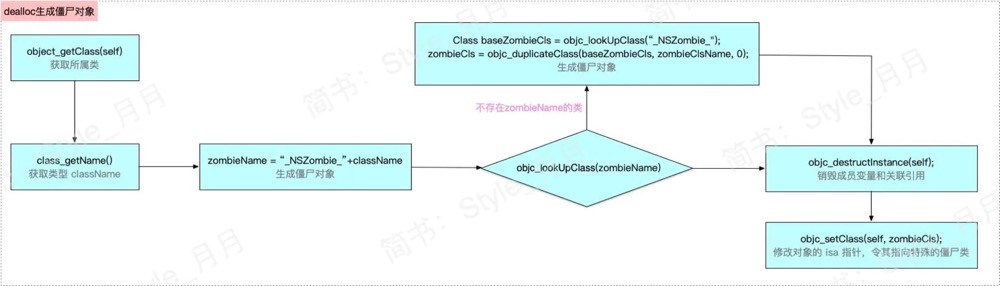 dealloc生成僵尸对象
object_getClass(self)
获取所属类
class_getName()
获取类型 className
zombieName = “_NSZombie_”+className
生成僵尸对象
objc_lookUpClass(zombieName)
不存在zombieName的类
Class baseZombieCls = objc_lookUpClass(“_NSZombie_");
zombieCls = objc_duplicateClass(baseZombieCls, zombieClsName, 0);
生成僵尸对象
objc_destructInstance(self);
销毁成员变量和关联引用
objc_setClass(self, zombieCls);
修改对象的 isa 指针，令其指向特殊的僵尸类
简书：Style_月月